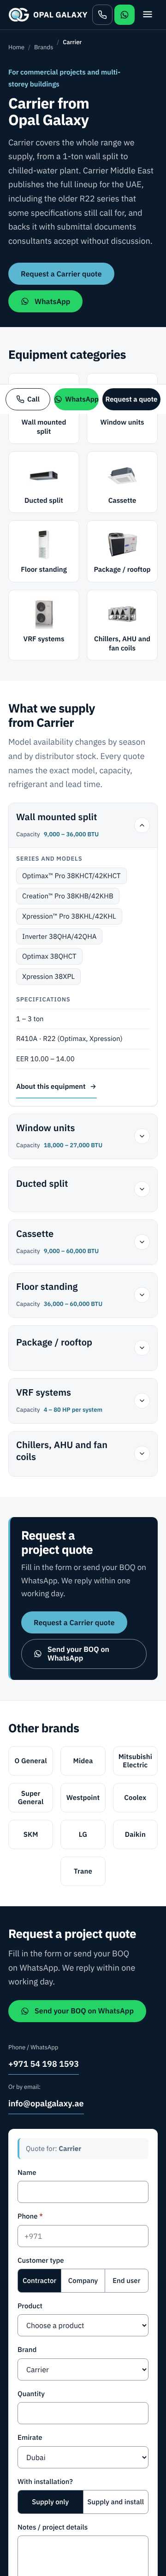 OPAL GALAXY
Home / Brands / Carrier
For commercial projects and multi-
storey buildings
Carrier from
Opal Galaxy
Carrier covers the whole range we
supply, from a 1-ton wall split to
chilled water plant. Carrier Middle East
publishes the full lineup for the UAE,
including the older R22 series that
some specifications still call for, and
backs it with submittal documents
consultants accept without discussion.
Request a Carrier quote
WhatsApp
Equipment categories
Call
WhatsApp
Request a quote
Wall mounted
split
Window units
Ducted split
Cassette
Floor standing
Package / rooftop
VRF systems
Chillers, AHU and
fan coils
What we supply
from Carrier
Model availability changes by season
and by distributor stock. Every quote
names the exact model, capacity,
refrigerant and lead time.
Wall mounted split
Capacity 9,000 – 36,000 BTU
SERIES AND MODELS
Optimax™ Pro 38KHCT/42KHCT
Creation™ Pro 38KHB/42KHB
Xpression™ Pro 38KHL/42KHL
Inverter 38QHA/42QHA
Optimax 38QHCT
Xpression 38XPL
SPECIFICATIONS
1 – 3 ton
R410A · R22 (Optimax, Xpression)
EER 10.00 – 14.00
About this equipment →
Window units
Capacity 18,000 – 27,000 BTU
Ducted split
Cassette
Capacity 9,000 – 60,000 BTU
Floor standing
Capacity 36,000 – 60,000 BTU
Package / rooftop
VRF systems
Capacity 4 – 80 HP per system
Chillers, AHU and fan
coils
Request a
project quote
Fill in the form or send your BOQ on
WhatsApp. We reply within one
working day.
Request a Carrier quote
Send your BOQ on
WhatsApp
Other brands
O General
Midea
Mitsubishi
Electric
Super
General
Westpoint
Coolex
SKM
LG
Daikin
Trane
Request a project quote
Fill in the form or send your BOQ
on WhatsApp. We reply within one
working day.
Send your BOQ on WhatsApp
Phone / WhatsApp
+971 54 198 1593
Or by email:
info@opalgalaxy.ae
Quote for: Carrier
Name
Phone *
+971
Customer type
Contractor
Company
End user
Product
Choose a product
Brand
Carrier
Quantity
Emirate
Dubai
With installation?
Supply only
Supply and install
Notes / project details